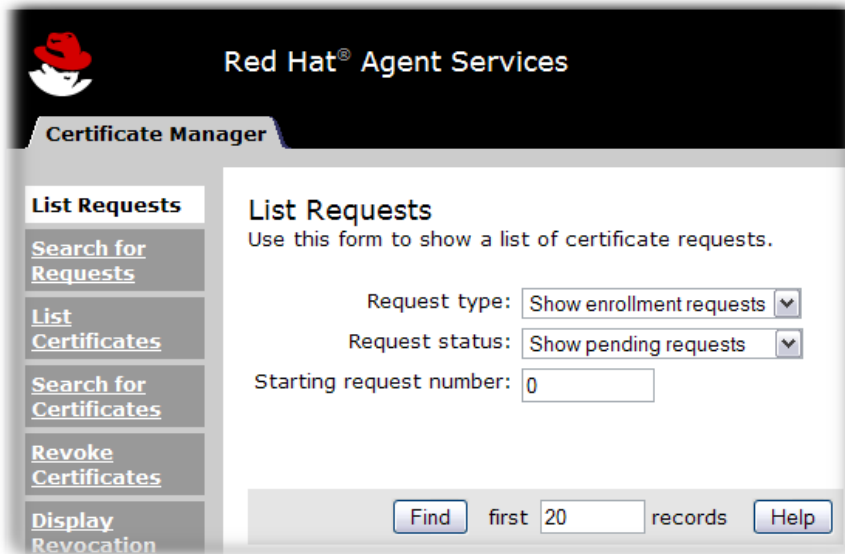 Red Hat® Agent Services
Certificate Manager
List Requests
Search for
Requests
List
Certificates
Search for
Certificates
Revoke
Certificates
Display
Revocation
List Requests
Use this form to show a list of certificate requests.
Request type: Show enrollment requests
Request status: Show pending requests
Starting request number: 0
Find first 20 records Help